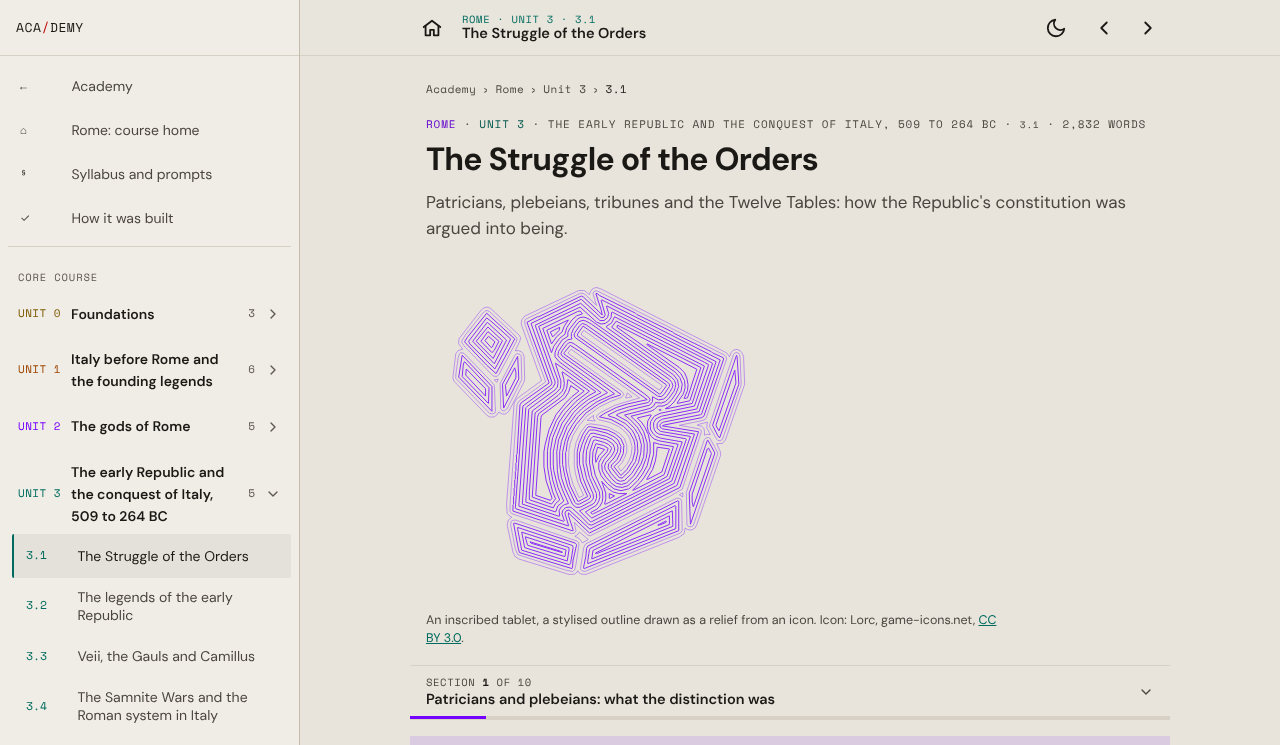 ACA/DEMY
← Academy
⌂ Rome: course home
§ Syllabus and prompts
✓ How it was built
CORE COURSE
UNIT 0 Foundations 3
UNIT 1 Italy before Rome and
the founding legends 6
UNIT 2 The gods of Rome 5
UNIT 3 The early Republic and
the conquest of Italy, 5
509 to 264 BC
3.1 The Struggle of the Orders
3.2 The legends of the early
Republic
3.3 Veii, the Gauls and Camillus
3.4 The Samnite Wars and the
Roman system in Italy
ROME · UNIT 3 · 3.1
The Struggle of the Orders
Academy › Rome › Unit 3 › 3.1
ROME · UNIT 3 · THE EARLY REPUBLIC AND THE CONQUEST OF ITALY, 509 TO 264 BC · 3.1 · 2,832 WORDS
The Struggle of the Orders
Patricians, plebeians, tribunes and the Twelve Tables: how the Republic's constitution was
argued into being.
An inscribed tablet, a stylised outline drawn as a relief from an icon. Icon: Lorc, game-icons.net, CC
BY 3.0.
SECTION 1 OF 10
Patricians and plebeians: what the distinction was